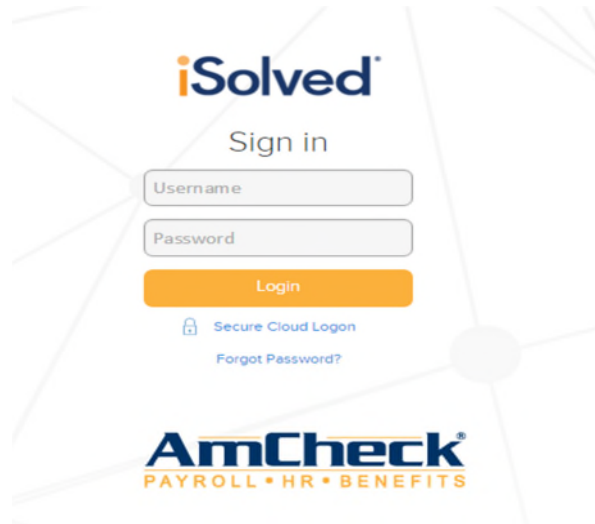 iSolved®
Sign in
Username
Password
Login
Secure Cloud Logon
Forgot Password?
AmCheck®
PAYROLL • HR • BENEFITS